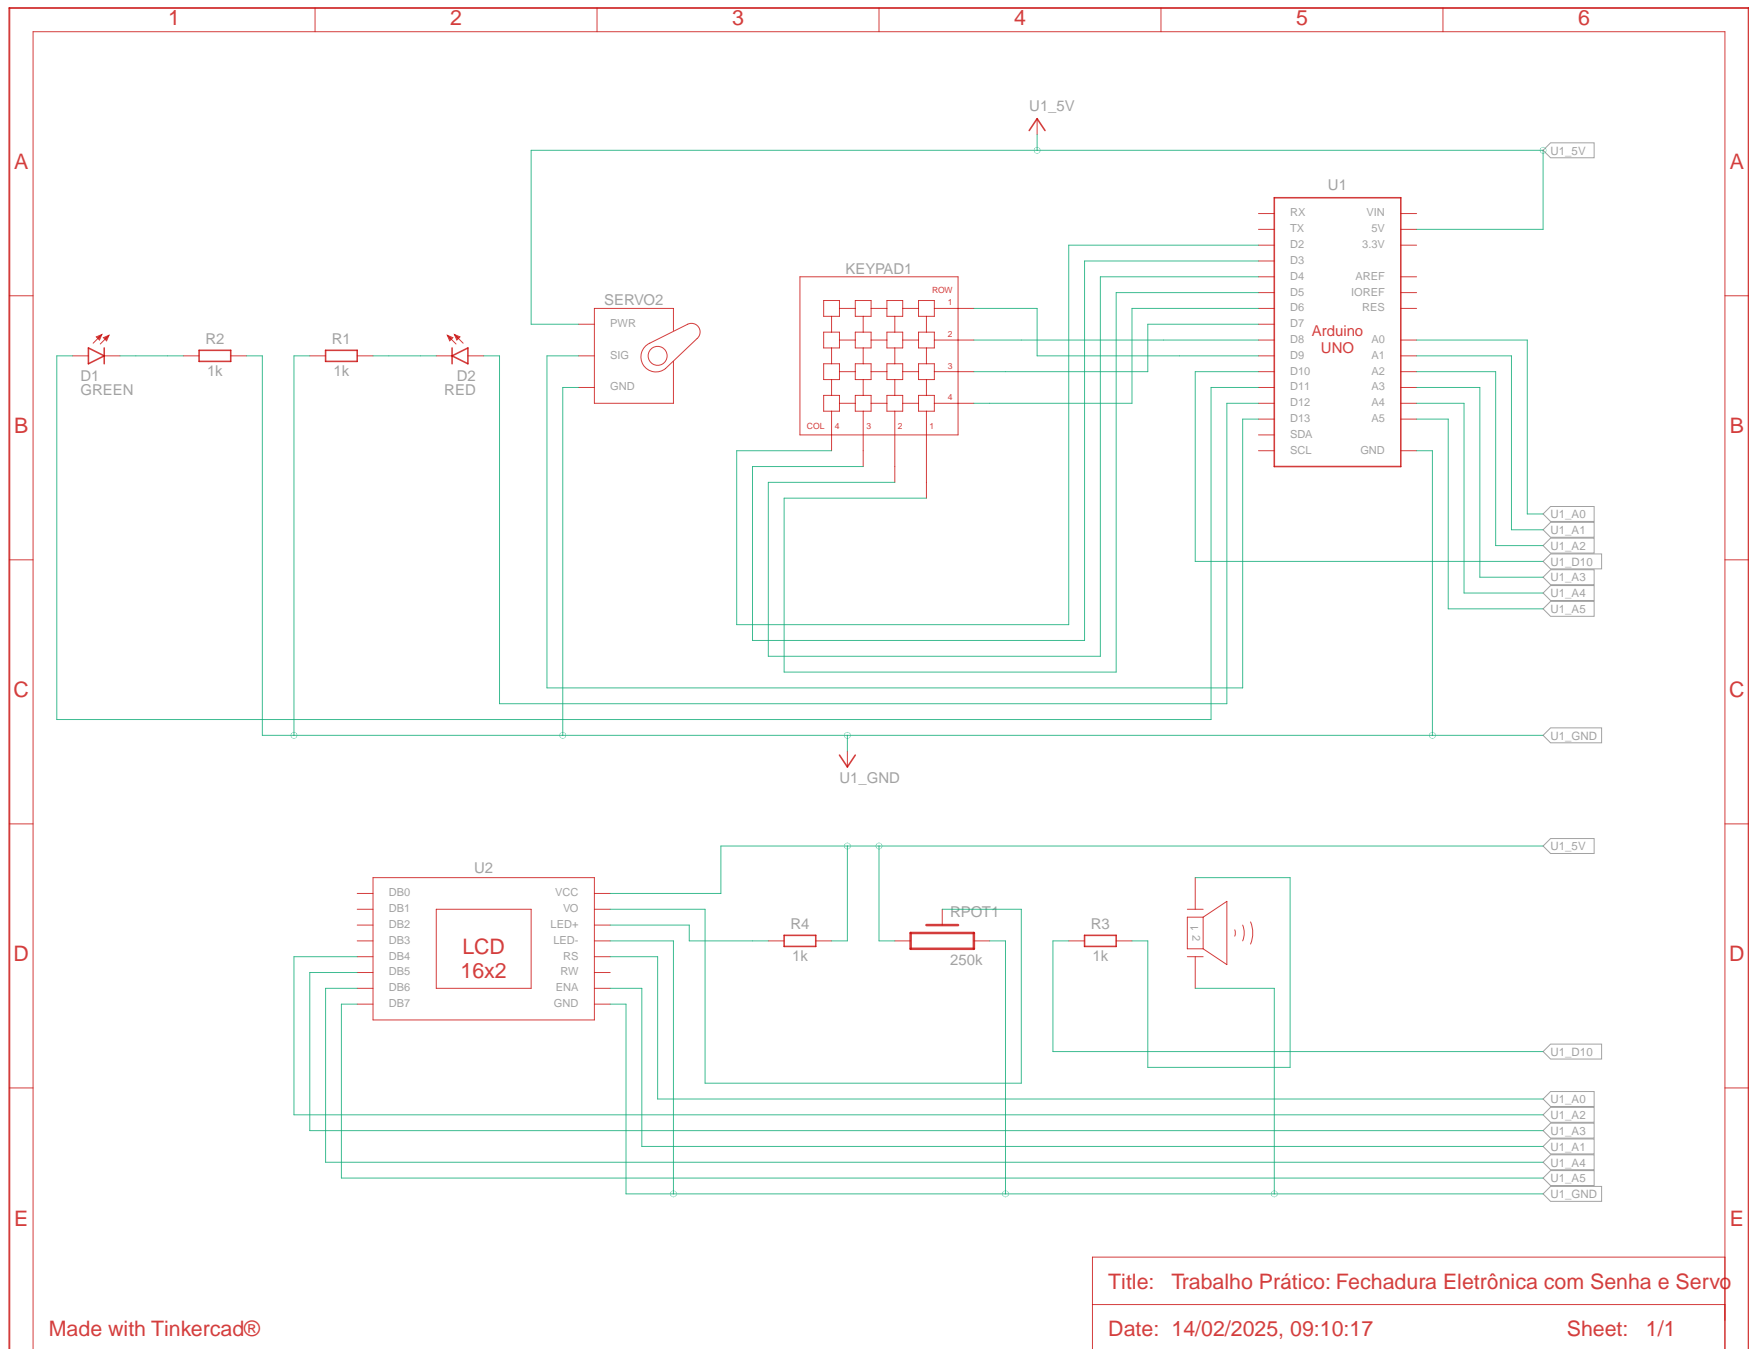 1 2 3 4 5 6
U1_5V
A A
U1_5V
U1
RX VIN
TX 5V
D2 3.3V
D3
D4 AREF
D5 IOREF
D6 RES
D7
D8 A0
D9 A1
D10 A2
D11 A3
D12 A4
D13 A5
SDA
SCL GND
Arduino
UNO
KEYPAD1
ROW
1
2
3
4
COL 4 3 2 1
SERVO2
PWR
SIG
GND
R2
1k
R1
1k
D1
GREEN
D2
RED
B B
U1_A0
U1_A1
U1_A2
U1_D10
U1_A3
U1_A4
U1_A5
C C
U1_GND
U1_GND
U1_5V
U2
DB0 VCC
DB1 VO
DB2 LED+
DB3 LED-
DB4 RS
DB5 RW
DB6 ENA
DB7 GND
LCD
16x2
R4
1k
RPOT1
250k
R3
1k
1 2
D D
U1_D10
U1_A0
U1_A2
U1_A3
U1_A1
U1_A4
U1_A5
U1_GND
E E
Title: Trabalho Prático: Fechadura Eletrônica com Senha e Servo
Made with Tinkercad®
Date: 14/02/2025, 09:10:17 Sheet: 1/1